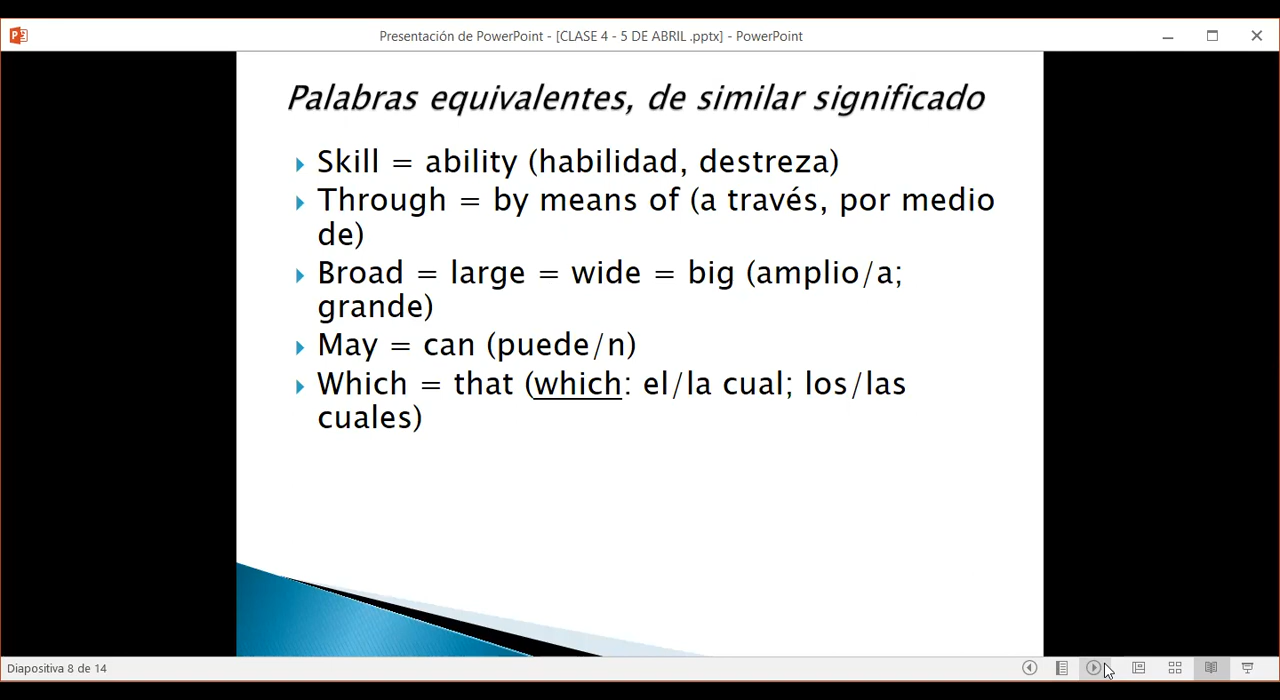 Presentación de PowerPoint - [CLASE 4 - 5 DE ABRIL .pptx] - PowerPoint
Palabras equivalentes, de similar significado
Skill = ability (habilidad, destreza)
Through = by means of (a través, por medio
de)
Broad = large = wide = big (amplio/a;
grande)
May = can (puede/n)
Which = that (which: el/la cual; los/las
cuales)
Diapositiva 8 de 14